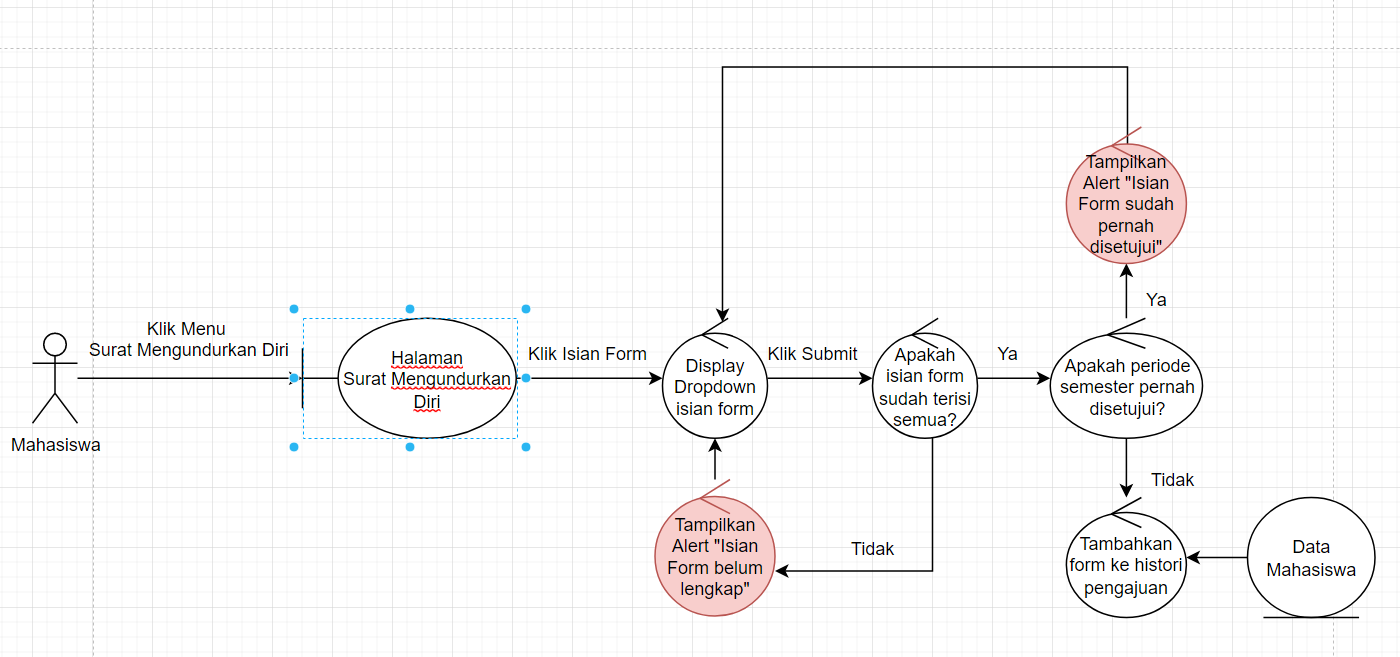 Klik Menu
Surat Mengundurkan Diri
Mahasiswa
Halaman
Surat Mengundurkan
Diri
Klik Isian Form
Display
Dropdown
isian form
Klik Submit
Apakah
isian form
sudah terisi
semua?
Ya
Apakah periode
semester pernah
disetujui?
Ya
Tampilkan
Alert "Isian
Form sudah
pernah
disetujui"
Tidak
Tampilkan
Alert "Isian
Form belum
lengkap"
Tidak
Tambahkan
form ke histori
pengajuan
Data
Mahasiswa